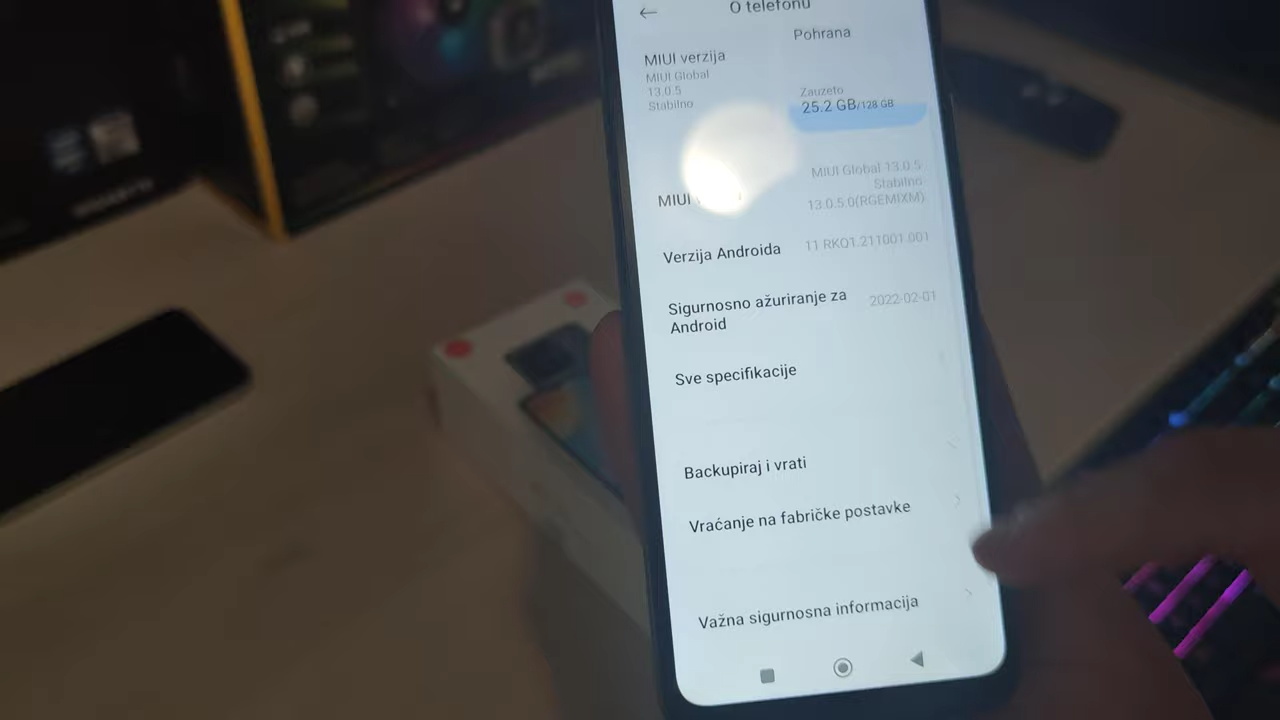 O telefonu
Pohrana
MIUI verzija
MIUI Global
13.0.5
Stabilno
Zauzeto
25.2 GB/128 GB
MIUI
MIUI Global 13.0.5
Stabilno
13.0.5.0(RGEMIXM)
Verzija Androida
11 RKQ1.211001.001
Sigurnosno ažuriranje za
Android
2022-02-01
Sve specifikacije
Backupiraj i vrati
Vraćanje na fabričke postavke
Važna sigurnosna informacija